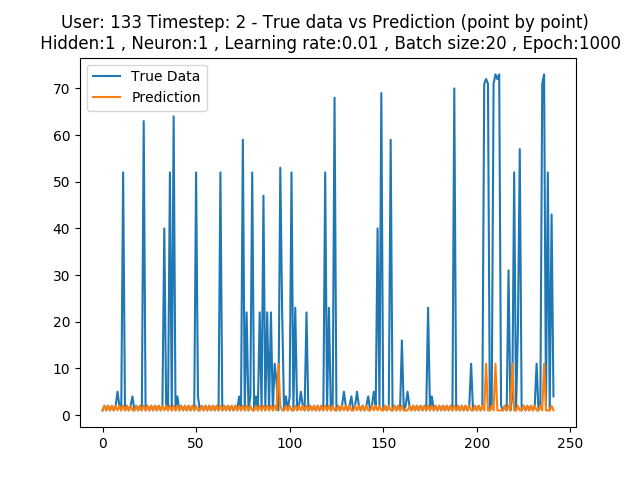 User: 133 Timestep: 2 - True data vs Prediction (point by point)
Hidden:1 , Neuron:1 , Learning rate:0.01 , Batch size:20 , Epoch:1000
True Data
Prediction
70
60
50
40
30
20
10
0
0 50 100 150 200 250